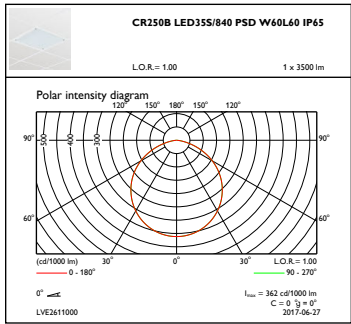 CR250B LED35S/840 PSD W60L60 IP65
L.O.R.= 1.00 1 x 3500 lm
Polar intensity diagram
120° 150° 180° 150° 120°
90° 500 400 300 90°
60° 60°
(cd/1000 lm) 30° 0° 30° L.O.R.= 1.00
0 - 180° 90 - 270°
0° Imax = 362 cd/1000 lm
C = 0 °g = 0°
LVE2611000 2017-06-27